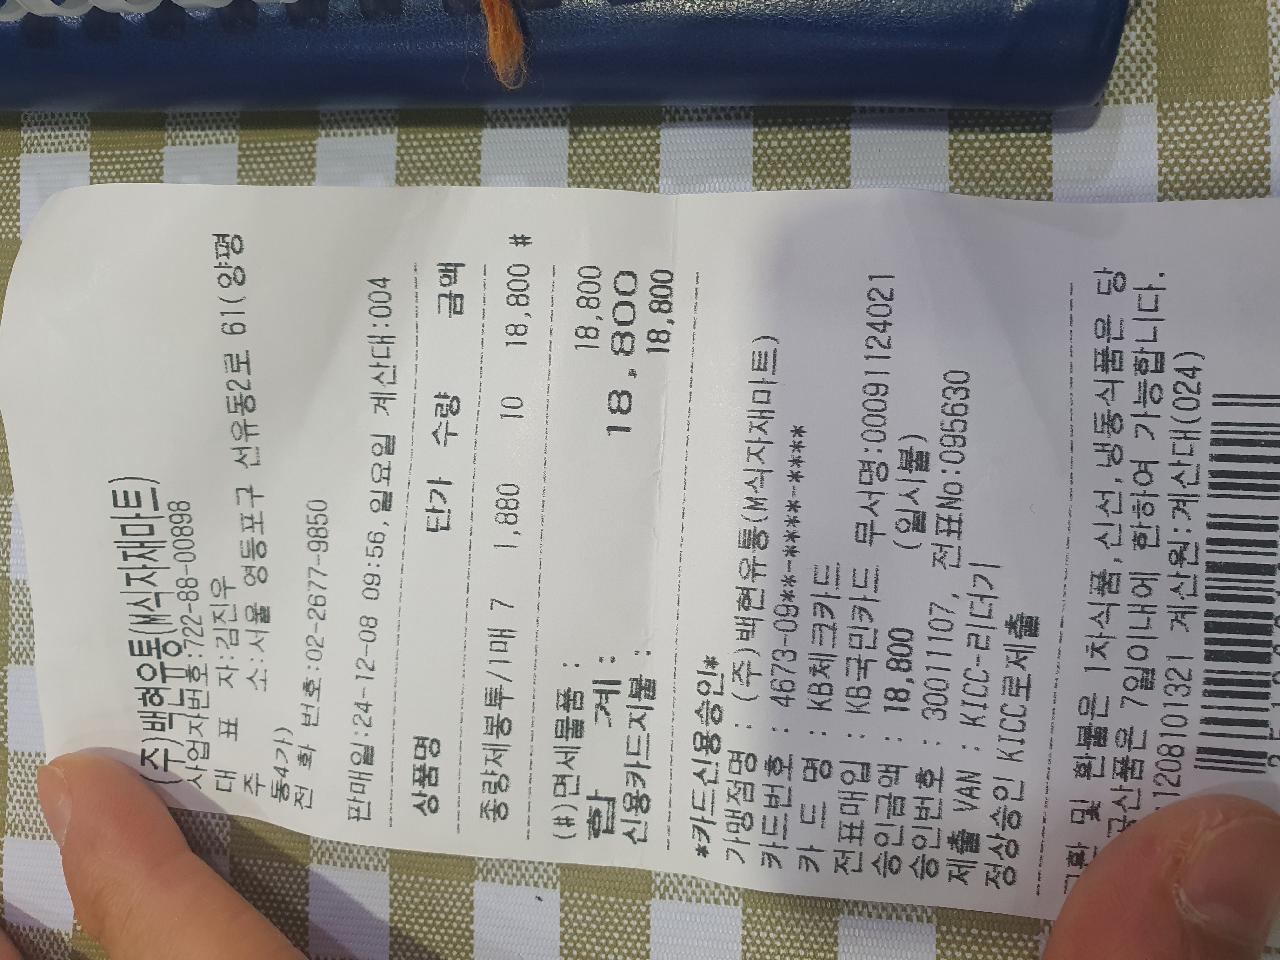 (주)백현유통(M식자재마트)
사업자번호:722-88-00898
대 표 자:김진우
주 소:서울 영등포구 선유동2로 61(양평
동4가)
전 화 번호:02-2677-9850
판매일:24-12-08 09:56,일요일 계산대:004
상품명 단가 수량 금액
종량제봉투/1매 7 1,880 10 18,800 #
(#)면세물품 : 18,800
합 계 : 18,800
신용카드지불 : 18,800
*카드신용승인*
가맹점명 : (주)백현유통(M식자재마트)
카드번호 : 4673-09**-****-****
카 드 명 : KB체크카드
전표매입 : KB국민카드 무서명:00091124021
승인금액 : 18,800 (일시불)
승인번호 : 30011107, 전표No:095630
제출 VAN : KICC-리더기
정상승인 KICC로제출
및 환불은 1차식품,신선,냉동식품은 당
7일이내에 한하여 가능합니다.
:1208101321 계산원:계산대(024)